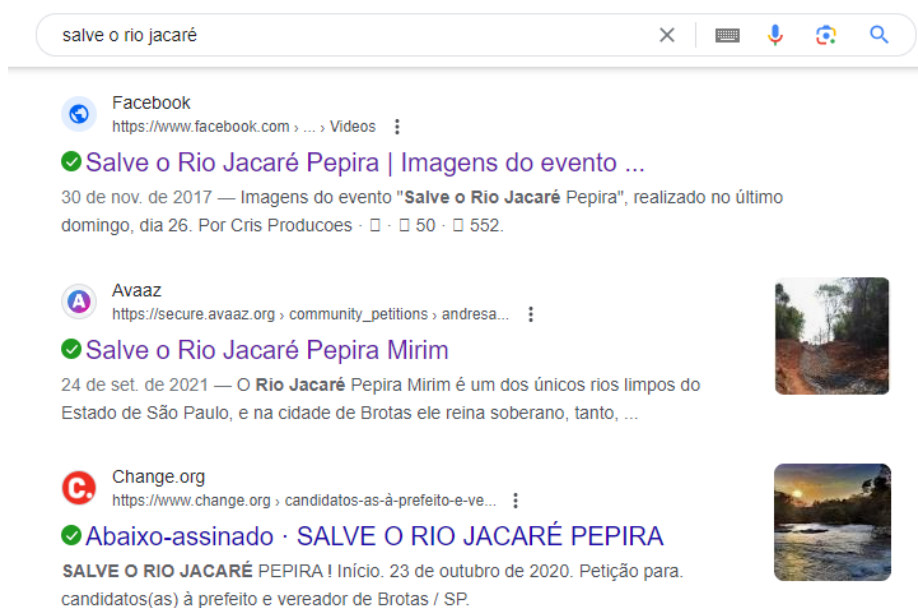 salve o rio jacaré
Facebook
https://www.facebook.com › ... › Videos
Salve o Rio Jacaré Pepira | Imagens do evento ...
30 de nov. de 2017 — Imagens do evento "Salve o Rio Jacaré Pepira", realizado no último
domingo, dia 26. Por Cris Producoes · 󰤥 · 󰤦 50 · 󰤧 552.
Avaaz
https://secure.avaaz.org › community_petitions › andresa...
Salve o Rio Jacaré Pepira Mirim
24 de set. de 2021 — O Rio Jacaré Pepira Mirim é um dos únicos rios limpos do
Estado de São Paulo, e na cidade de Brotas ele reina soberano, tanto, ...
Change.org
https://www.change.org › candidatos-as-à-prefeito-e-ve...
Abaixo-assinado · SALVE O RIO JACARÉ PEPIRA
SALVE O RIO JACARÉ PEPIRA ! Início. 23 de outubro de 2020. Petição para.
candidatos(as) à prefeito e vereador de Brotas / SP.